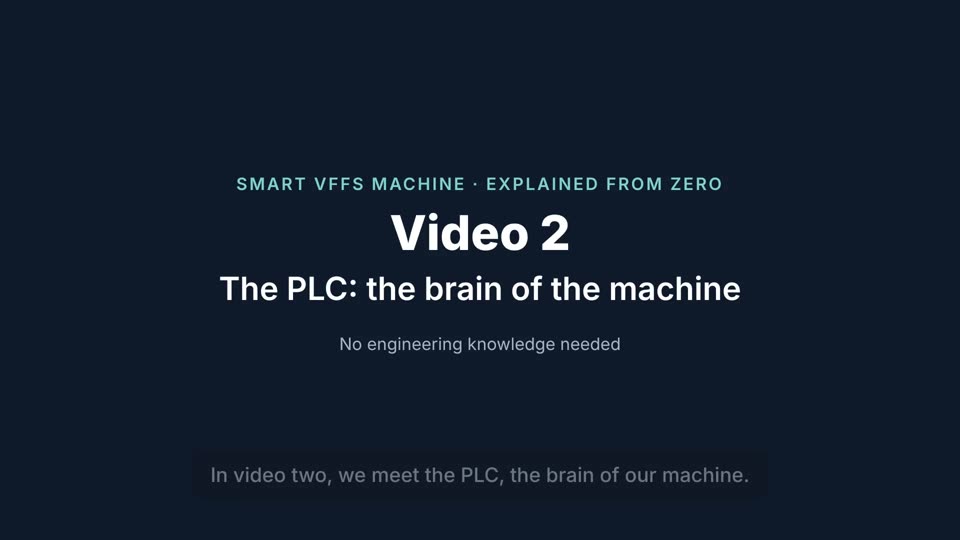 SMART VFFS MACHINE · EXPLAINED FROM ZERO
Video 2
The PLC: the brain of the machine
No engineering knowledge needed
In video two, we meet the PLC, the brain of our machine.